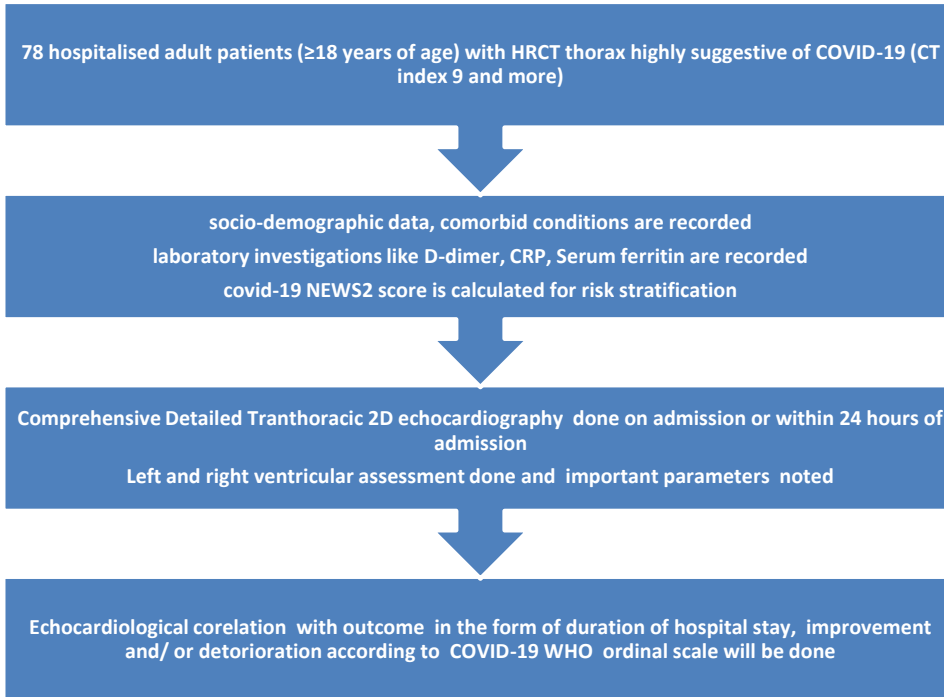 78 hospitalised adult patients (≥18 years of age) with HRCT thorax highly suggestive of COVID-19 (CT
index 9 and more)
socio-demographic data, comorbid conditions are recorded
laboratory investigations like D-dimer, CRP, Serum ferritin are recorded
covid-19 NEWS2 score is calculated for risk stratification
Comprehensive Detailed Tranthoracic 2D echocardiography done on admission or within 24 hours of
admission
Left and right ventricular assessment done and important parameters noted
Echocardiological corelation with outcome in the form of duration of hospital stay, improvement
and/ or detorioration according to COVID-19 WHO ordinal scale will be done